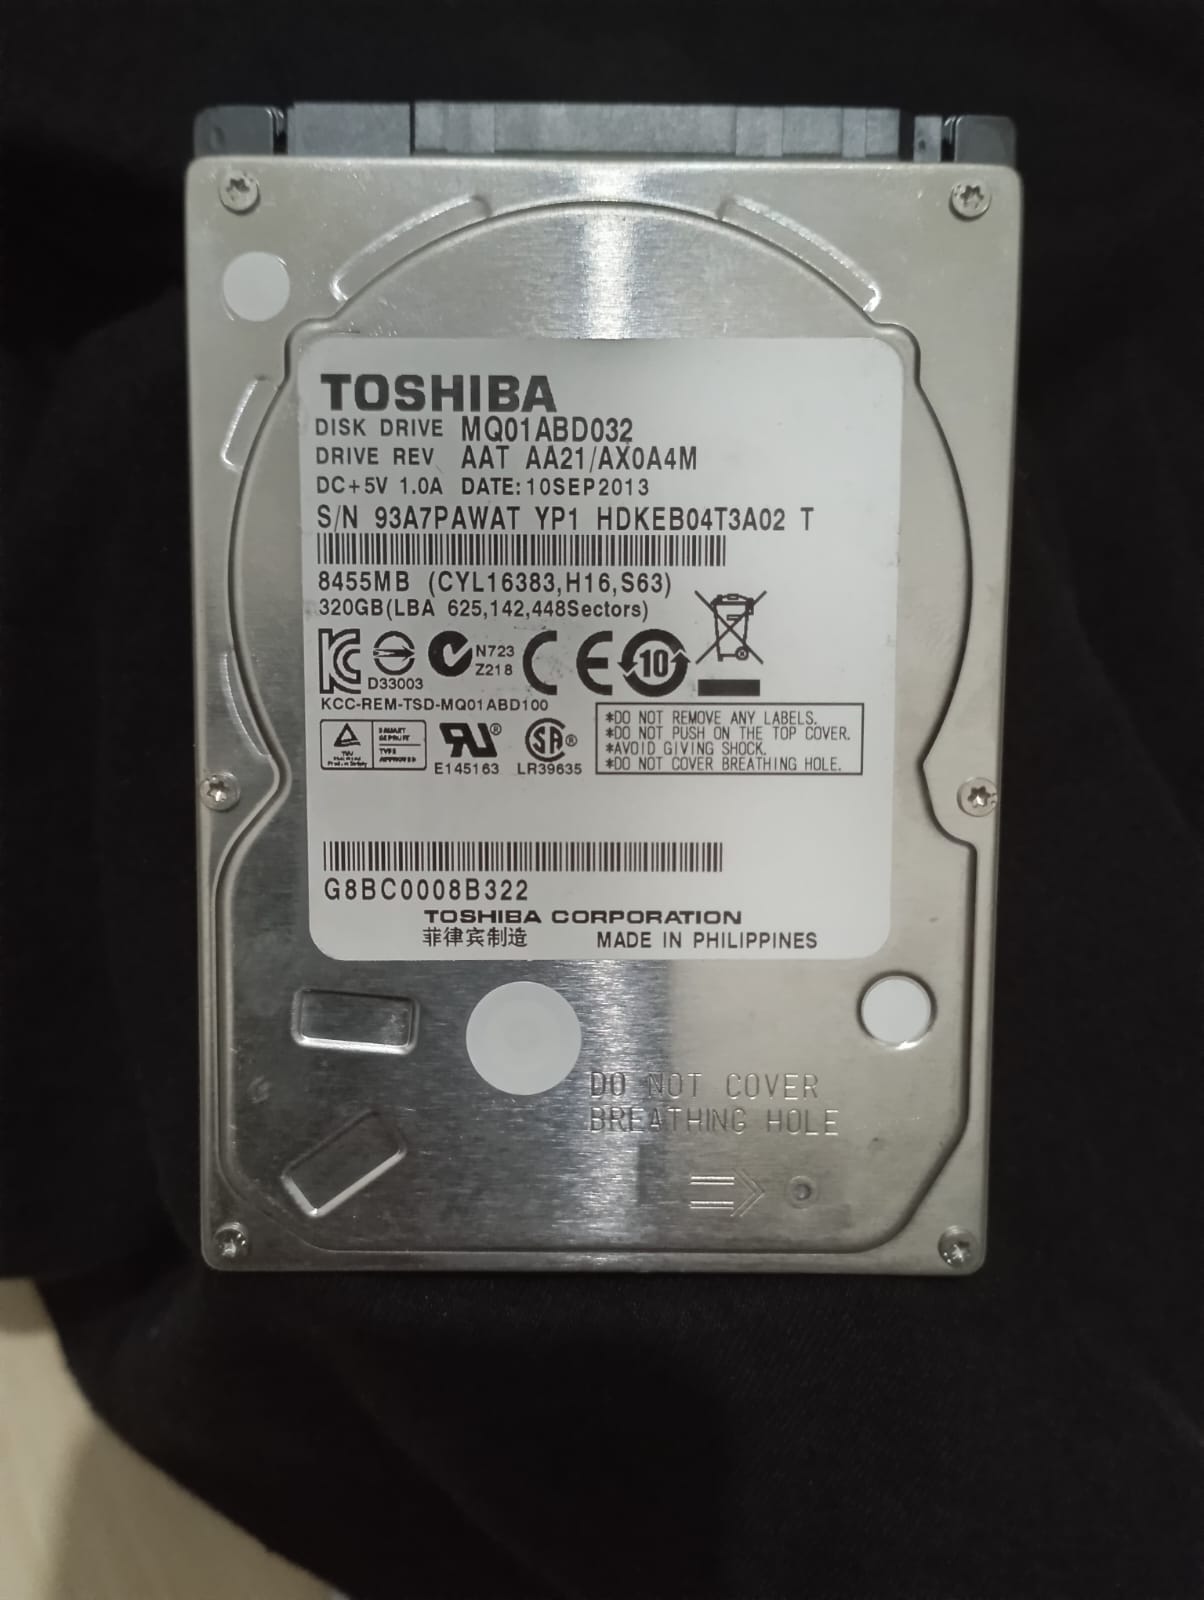 TOSHIBA
DISK DRIVE MQ01ABD032
DRIVE REV AAT AA21/AX0A4M
DC+5V 1.0A DATE:10SEP2013
S/N 93A7PAWAT YP1 HDKEB04T3A02 T
8455MB (CYL16383,H16,S63)
320GB(LBA 625,142,448Sectors)
D33003
N723
Z218
CE
10
KCC-REM-TSD-MQ01ABD100
E145163
LR39635
*DO NOT REMOVE ANY LABELS.
*DO NOT PUSH ON THE TOP COVER.
*AVOID GIVING SHOCK.
*DO NOT COVER BREATHING HOLE.
G8BC0008B322
TOSHIBA CORPORATION
菲律宾制造 MADE IN PHILIPPINES
DO NOT COVER
BREATHING HOLE